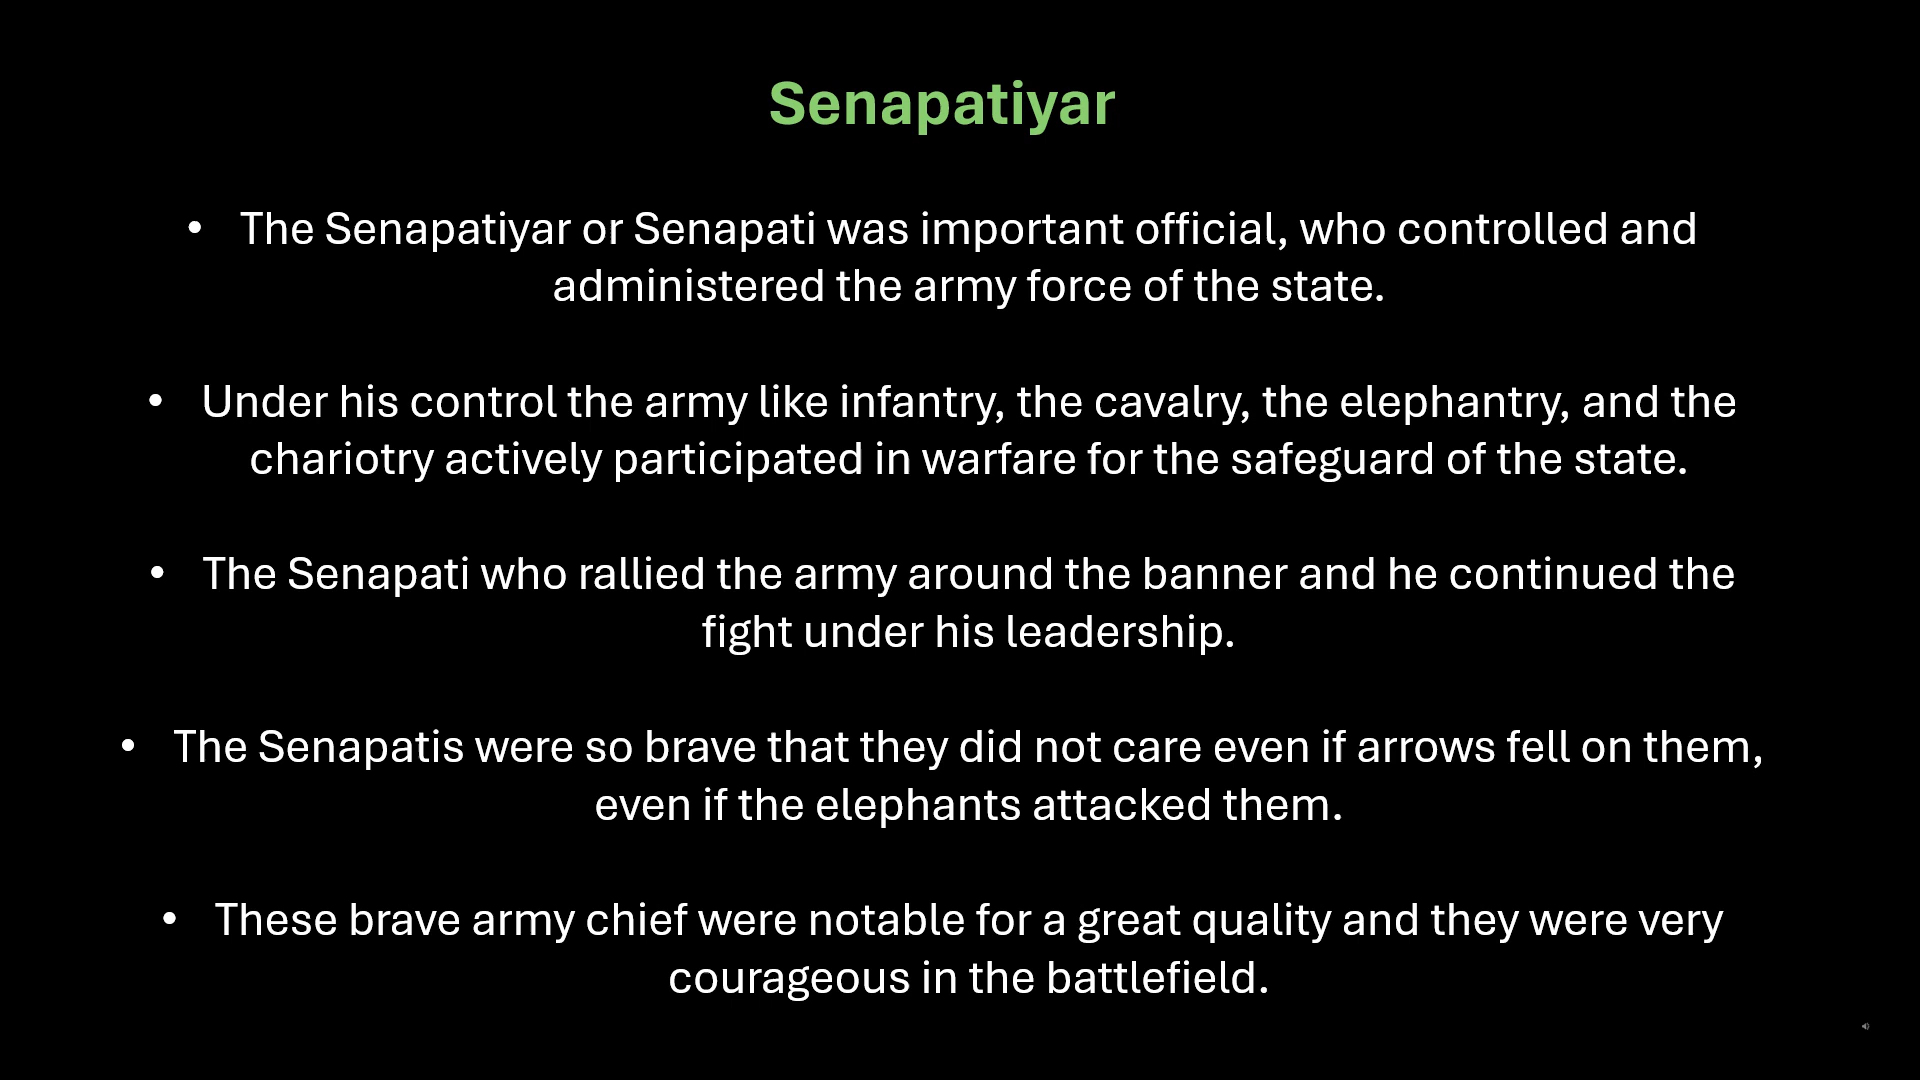 Senapatiyar
• The Senapatiyar or Senapati was important official, who controlled and
administered the army force of the state.
• Under his control the army like infantry, the cavalry, the elephantry, and the
chariotry actively participated in warfare for the safeguard of the state.
• The Senapati who rallied the army around the banner and he continued the
fight under his leadership.
• The Senapatis were so brave that they did not care even if arrows fell on them,
even if the elephants attacked them.
• These brave army chief were notable for a great quality and they were very
courageous in the battlefield.